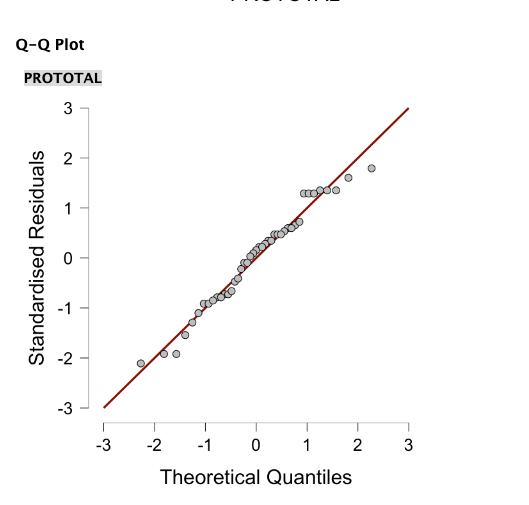 PROTOTAL
Q-Q Plot
PROTOTAL
3
2
1
0
-1
-2
-3
Standardised Residuals
-3 -2 -1 0 1 2 3
Theoretical Quantiles